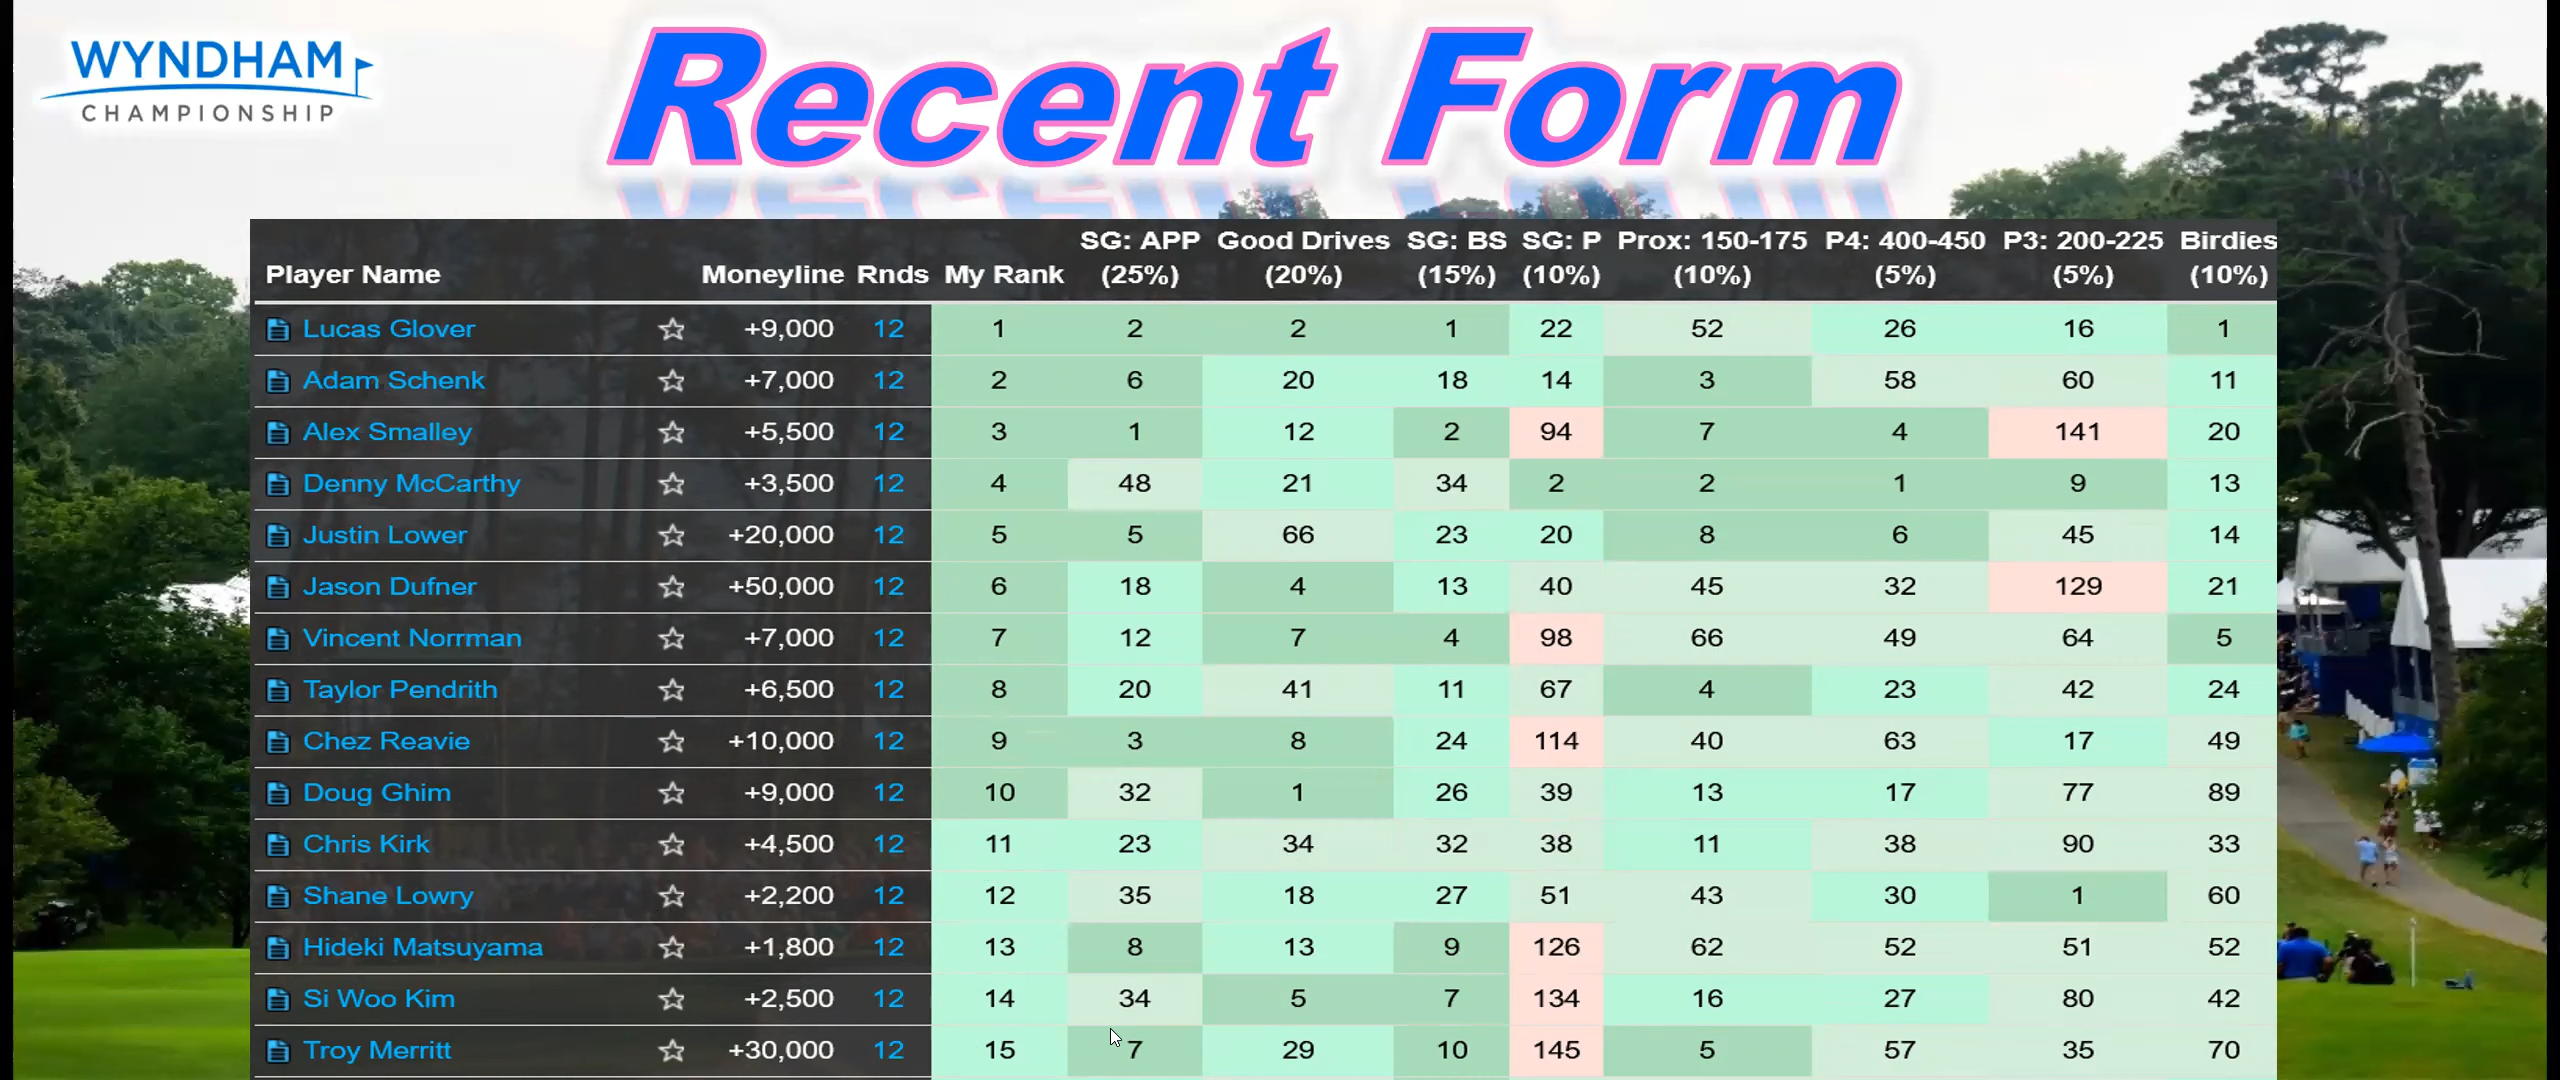 WYNDHAM
CHAMPIONSHIP
Recent Form
Player Name Moneyline Rnds My Rank SG: APP (25%) Good Drives (20%) SG: BS (15%) SG: P (10%) Prox: 150-175 (10%) P4: 400-450 (5%) P3: 200-225 (5%) Birdies (10%)
Lucas Glover +9,000 12 1 2 2 1 22 52 26 16 1
Adam Schenk +7,000 12 2 6 20 18 14 3 58 60 11
Alex Smalley +5,500 12 3 1 12 2 94 7 4 141 20
Denny McCarthy +3,500 12 4 48 21 34 2 2 1 9 13
Justin Lower +20,000 12 5 5 66 23 20 8 6 45 14
Jason Dufner +50,000 12 6 18 4 13 40 45 32 129 21
Vincent Norrman +7,000 12 7 12 7 4 98 66 49 64 5
Taylor Pendrith +6,500 12 8 20 41 11 67 4 23 42 24
Chez Reavie +10,000 12 9 3 8 24 114 40 63 17 49
Doug Ghim +9,000 12 10 32 1 26 39 13 17 77 89
Chris Kirk +4,500 12 11 23 34 32 38 11 38 90 33
Shane Lowry +2,200 12 12 35 18 27 51 43 30 1 60
Hideki Matsuyama +1,800 12 13 8 13 9 126 62 52 51 52
Si Woo Kim +2,500 12 14 34 5 7 134 16 27 80 42
Troy Merritt +30,000 12 15 7 29 10 145 5 57 35 70